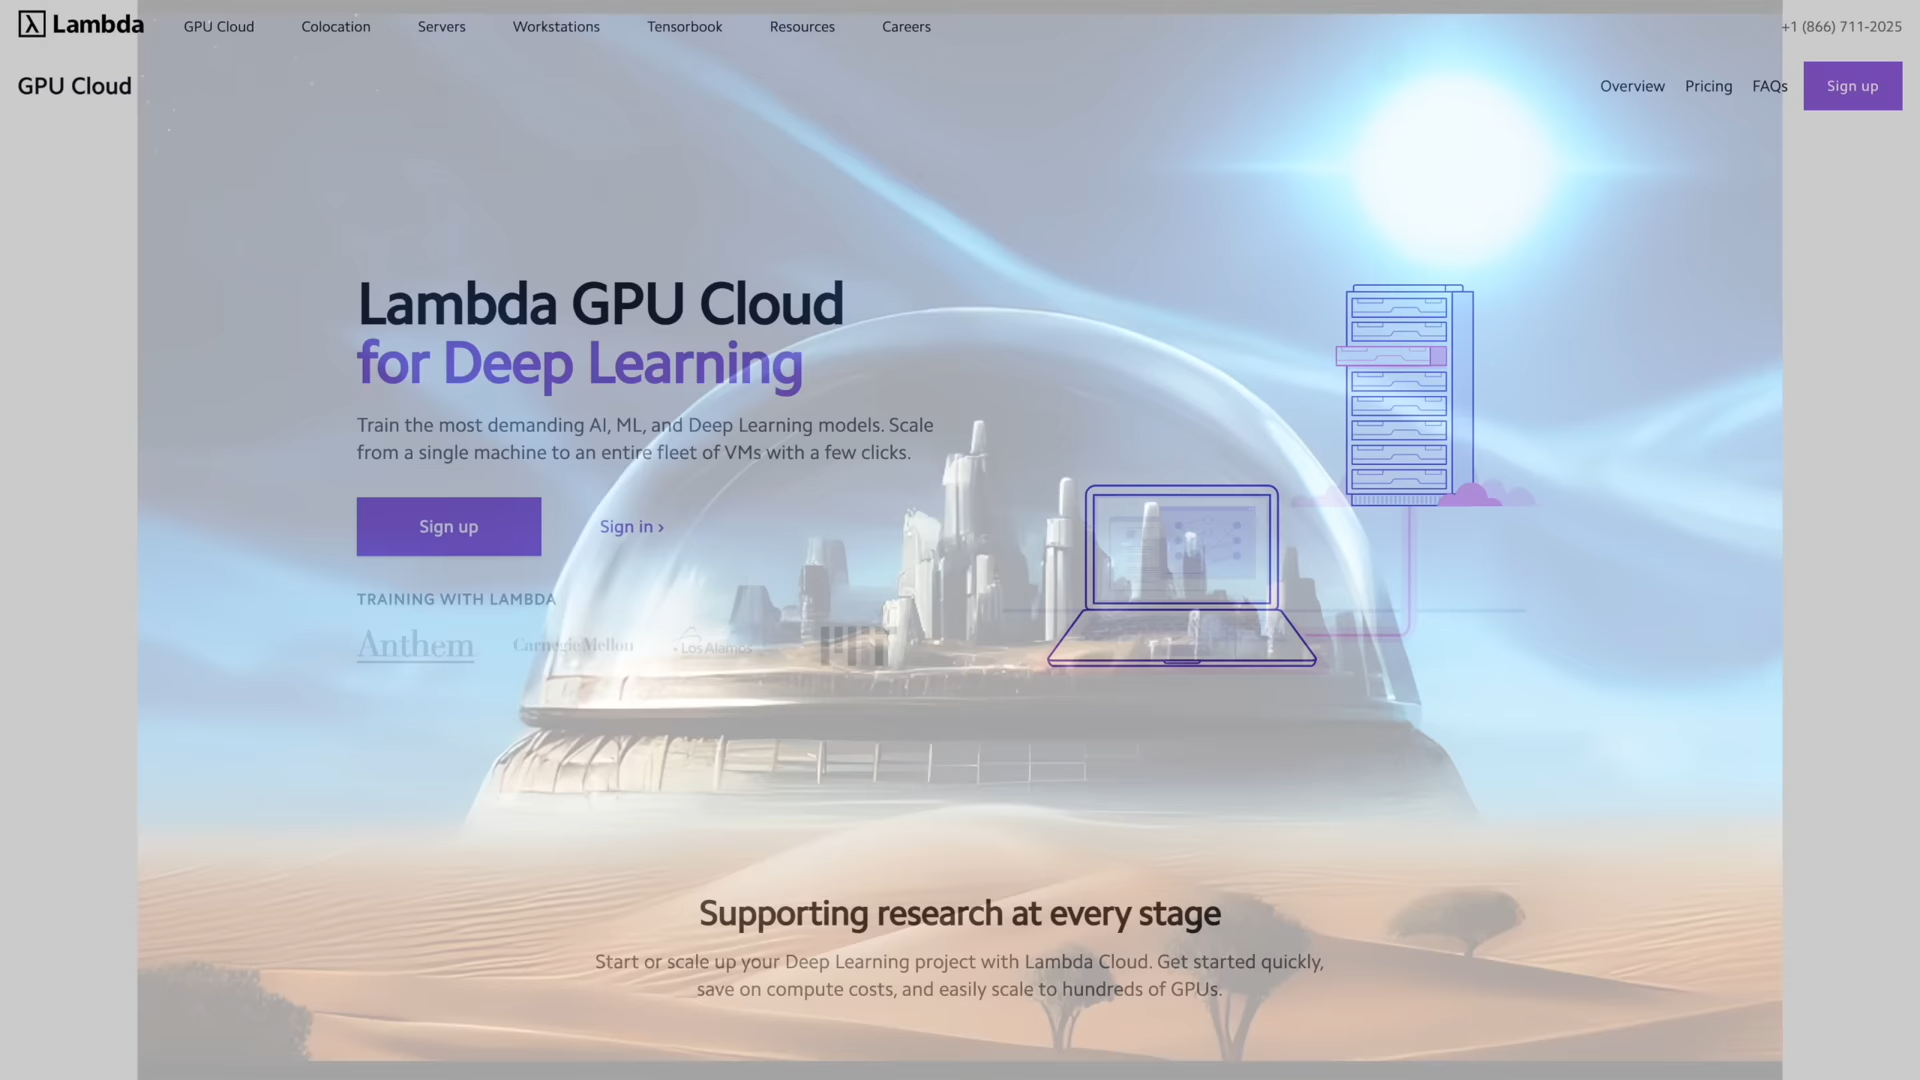 Lambda
GPU Cloud
Colocation
Servers
Workstations
Tensorbook
Resources
Careers
+1 (866) 711-2025
GPU Cloud
Overview
Pricing
FAQs
Sign up
Lambda GPU Cloud
for Deep Learning
Train the most demanding AI, ML, and Deep Learning models. Scale
from a single machine to an entire fleet of VMs with a few clicks.
Sign up
Sign in ›
TRAINING WITH LAMBDA
Anthem
Carnegie Mellon
Los Alamos
Supporting research at every stage
Start or scale up your Deep Learning project with Lambda Cloud. Get started quickly,
save on compute costs, and easily scale to hundreds of GPUs.